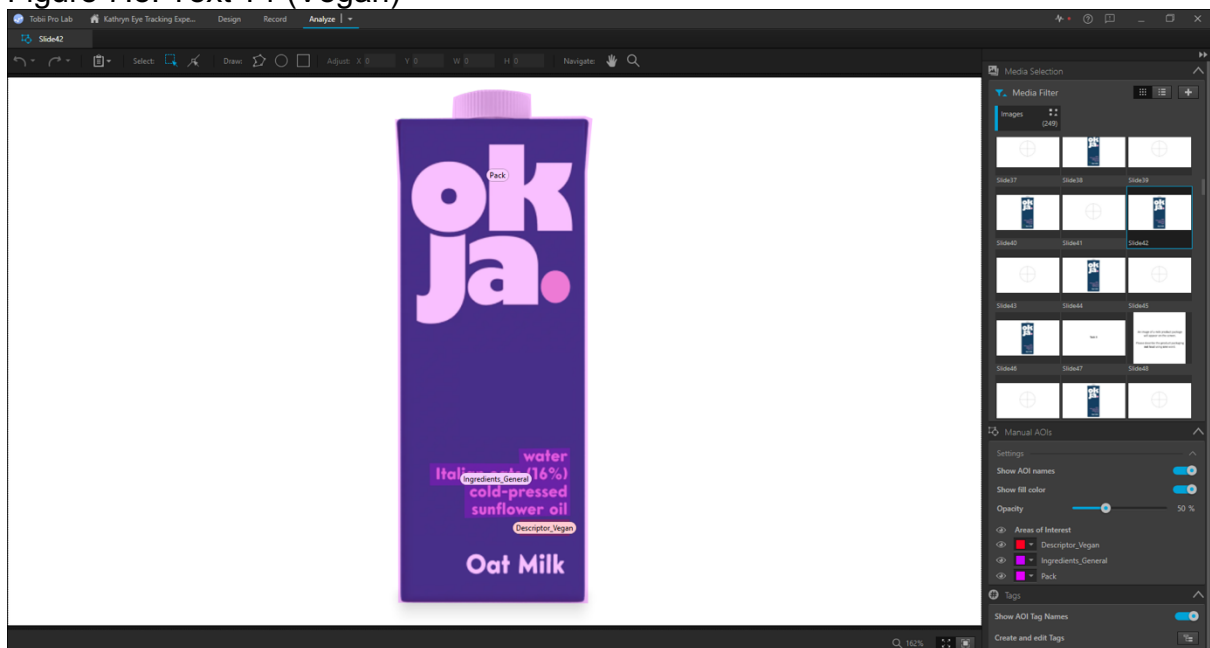 Figure Text (Vegan)
Tobii Pro Lab Kathryn Eye Tracking Expe... Design Record Analyze
Slide42
Select: Draw: Adjust: X 0 Y 0 W 0 H 0 Navigate:
ok
Pack
ja.
water
Italian oats (16%)
Ingredients_General
cold-pressed
sunflower oil
Descriptor_Vegan
Oat Milk
162%
Media Selection
Media Filter
Images
(249)
Slide37 Slide38 Slide39
Slide40 Slide41 Slide42
Slide43 Slide44 Slide45
Slide46 Slide47 Slide48
Manual AOIs
Settings
Show AOI names
Show fill color
Opacity 50 %
Areas of Interest
Descriptor_Vegan
Ingredients_General
Pack
Tags
Show AOI Tag Names
Create and edit Tags